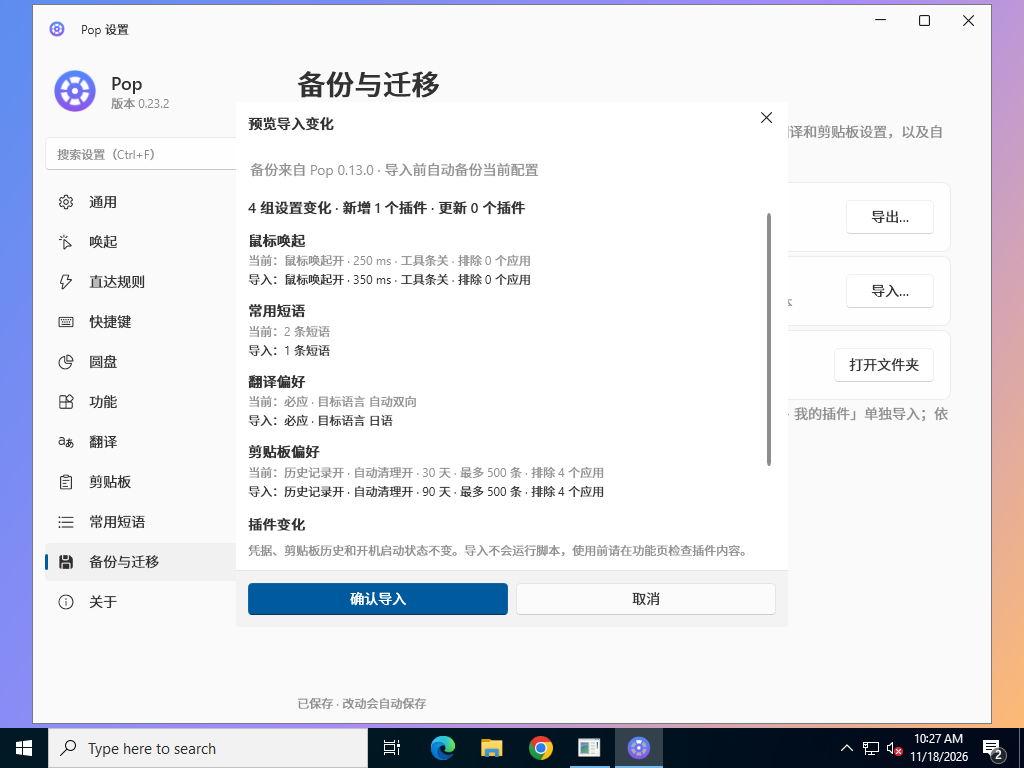 Pop 设置
Pop
版本 0.23.2
搜索设置（Ctrl+F）
通用
唤起
直达规则
快捷键
圆盘
功能
翻译
剪贴板
常用短语
备份与迁移
关于
备份与迁移
译和剪贴板设置，以及自
导出...
导入...
打开文件夹
· 我的插件」单独导入；依
预览导入变化
备份来自 Pop 0.13.0 · 导入前自动备份当前配置
4 组设置变化 · 新增 1 个插件 · 更新 0 个插件
鼠标唤起
当前：鼠标唤起开 · 250 ms · 工具条关 · 排除 0 个应用
导入：鼠标唤起开 · 350 ms · 工具条关 · 排除 0 个应用
常用短语
当前：2 条短语
导入：1 条短语
翻译偏好
当前：必应 · 目标语言 自动双向
导入：必应 · 目标语言 日语
剪贴板偏好
当前：历史记录开 · 自动清理开 · 30 天 · 最多 500 条 · 排除 4 个应用
导入：历史记录开 · 自动清理开 · 90 天 · 最多 500 条 · 排除 4 个应用
插件变化
凭据、剪贴板历史和开机启动状态不变。导入不会运行脚本，使用前请在功能页检查插件内容。
确认导入
取消
已保存 · 改动会自动保存
Type here to search
10:27 AM
11/18/2026
2